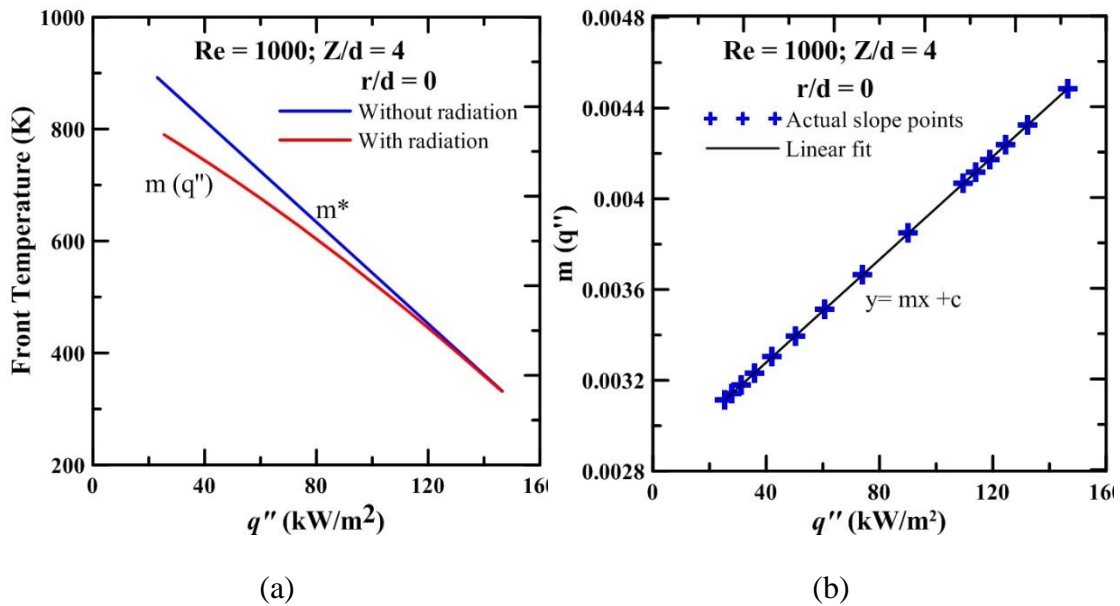 1000
800
600
400
200
Front Temperature (K)
Re = 1000; Z/d = 4
r/d = 0
Without radiation
With radiation
m (q")
m*
0
40
80
120
160
q" (kW/m2)
(a)
0.0048
0.0044
0.004
0.0036
0.0032
0.0028
m (q")
Re = 1000; Z/d = 4
r/d = 0
Actual slope points
Linear fit
y= mx +c
0
40
80
120
160
q" (kW/m²)
(b)